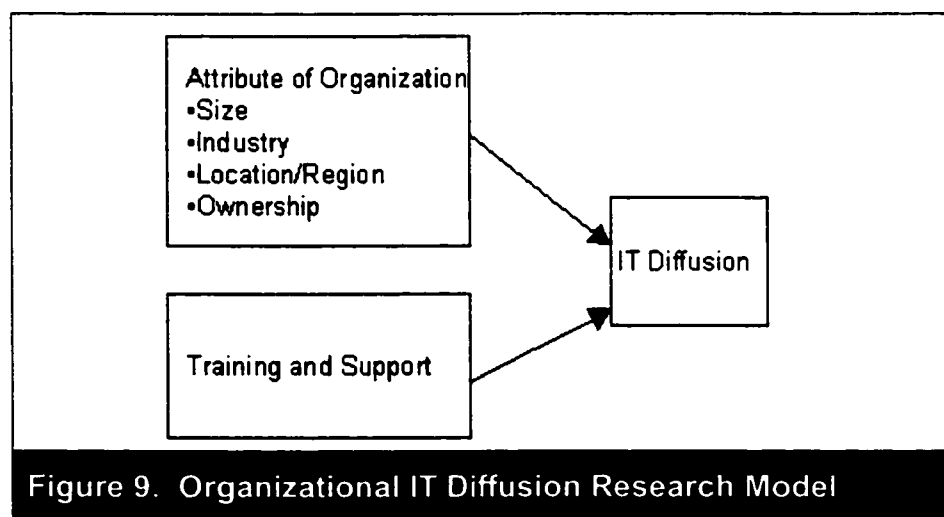 Attribute of Organization
•Size
•Industry
•Location/Region
•Ownership
IT Diffusion
Training and Support
Figure 9. Organizational IT Diffusion Research Model